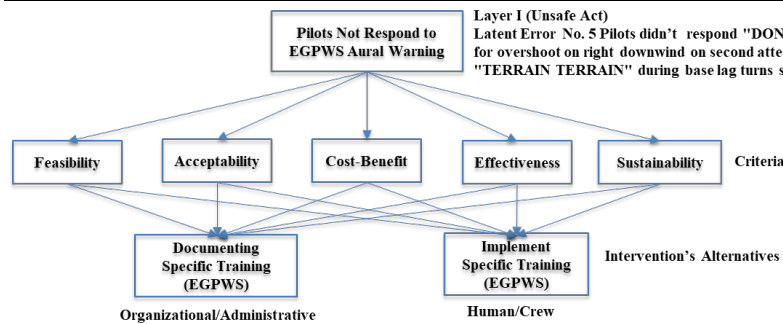 Layer I (Unsafe Act)
Pilots Not Respond to
EGPWS Aural Warning
Latent Error No. 5 Pilots didn't respond "DON
for overshoot on right downwind on second atte
"TERRAIN TERRAIN" during base lag turns s
Feasibility
Acceptability
Cost-Benefit
Effectiveness
Sustainability
Criteria
Documenting
Specific Training
(EGPWS)
Implement
Specific Training
(EGPWS)
Intervention's Alternatives
Organizational/Administrative
Human/Crew